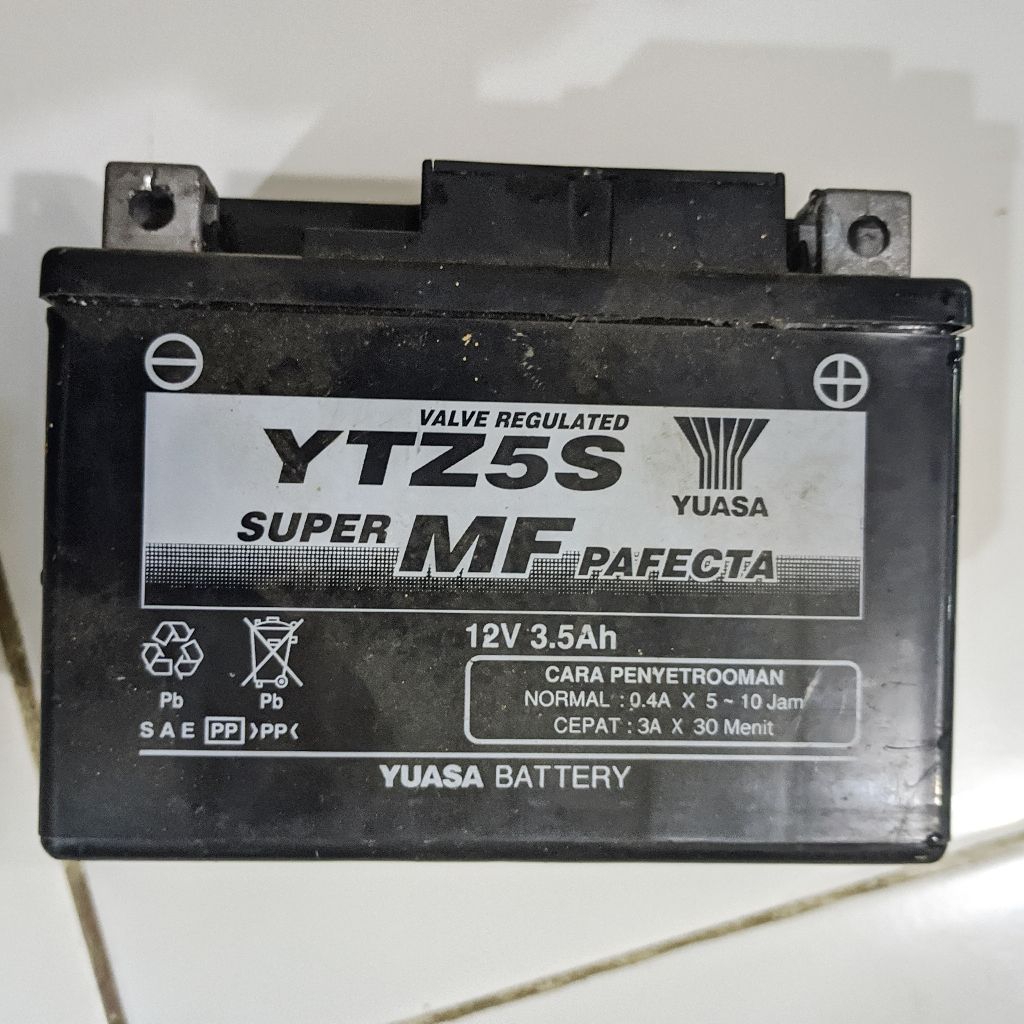 VALVE REGULATED
YTZ5S
YUASA
SUPER MF PAFECTA
12V 3.5Ah
CARA PENYETROOMAN
NORMAL : 0.4A X 5 ~ 10 Jam
CEPAT : 3A X 30 Menit
Pb Pb
SAE PP >PP<
YUASA BATTERY